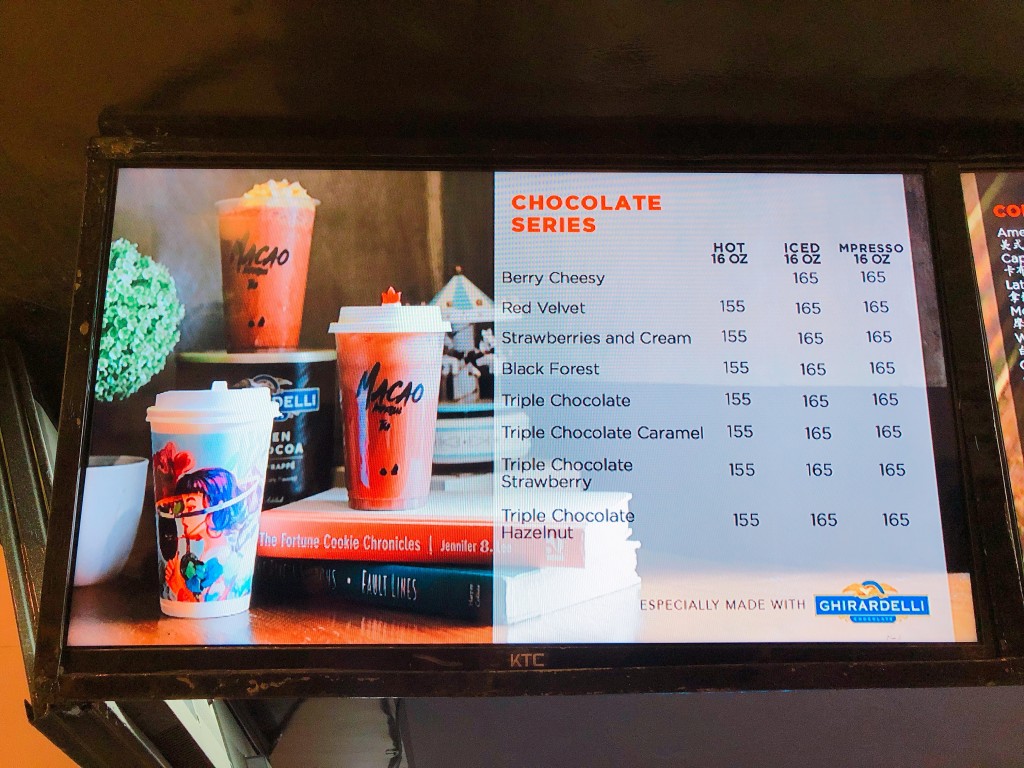 CHOCOLATE
SERIES
HOT
16 OZ
ICED
16 OZ
MPRESSO
16 OZ
Berry Cheesy 165 165
Red Velvet 155 165 165
Strawberries and Cream 155 165 165
Black Forest 155 165 165
Triple Chocolate 155 165 165
Triple Chocolate Caramel 155 165 165
Triple Chocolate
Strawberry 155 165 165
Triple Chocolate
Hazelnut 155 165 165
ESPECIALLY MADE WITH GHIRARDELLI
CHOCOLATE
MACAO
MACAO
The Fortune Cookie Chronicles | Jennifer 8.
FAULT LINES
KTC